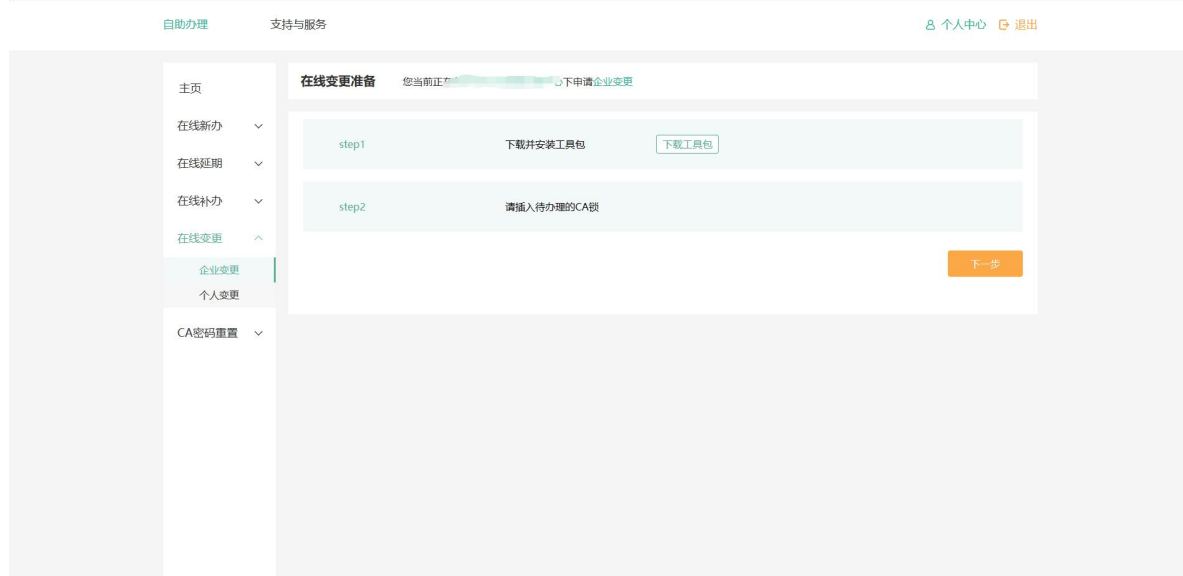 自助办理 支持与服务 个人中心 退出
主页
在线新办
在线延期
在线补办
在线变更
企业变更
个人变更
CA密码重置
在线变更准备 您当前正在 下申请企业变更
step1 下载并安装工具包 下载工具包
step2 请插入待办理的CA锁
下一步